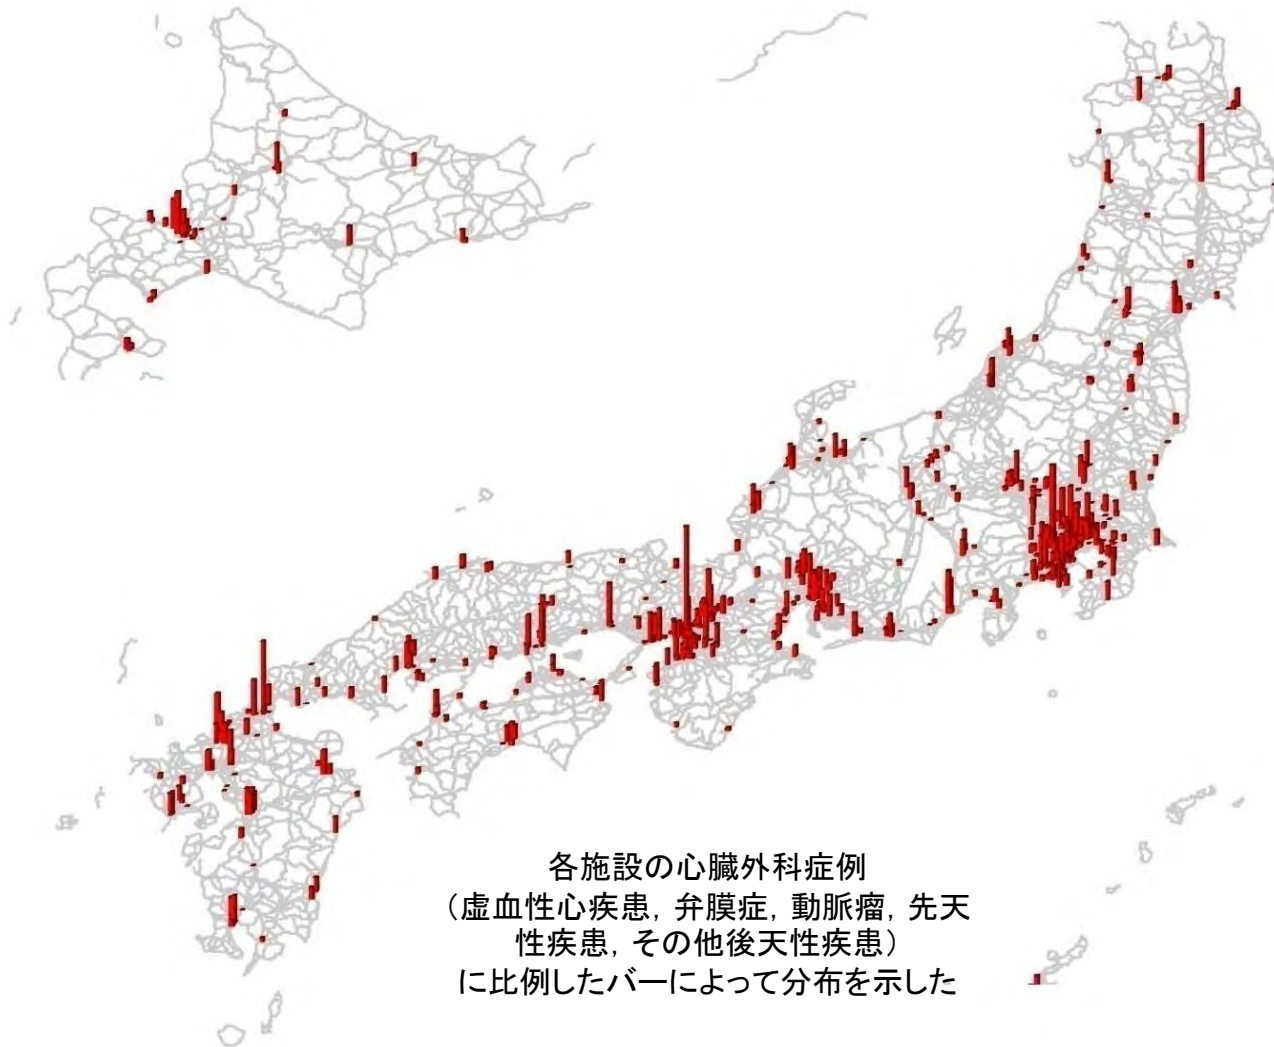 各施設の心臓外科症例
（虚血性心疾患, 弁膜症, 動脈瘤, 先天
性疾患, その他後天性疾患）
に比例したバーによって分布を示した